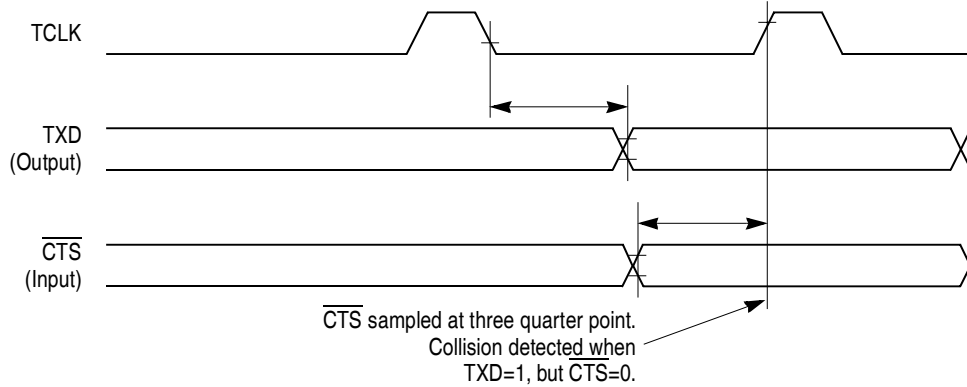 TCLK
TXD
(Output)
CTS
(Input)
CTS sampled at three quarter point.
Collision detected when
TXD=1, but CTS=0.